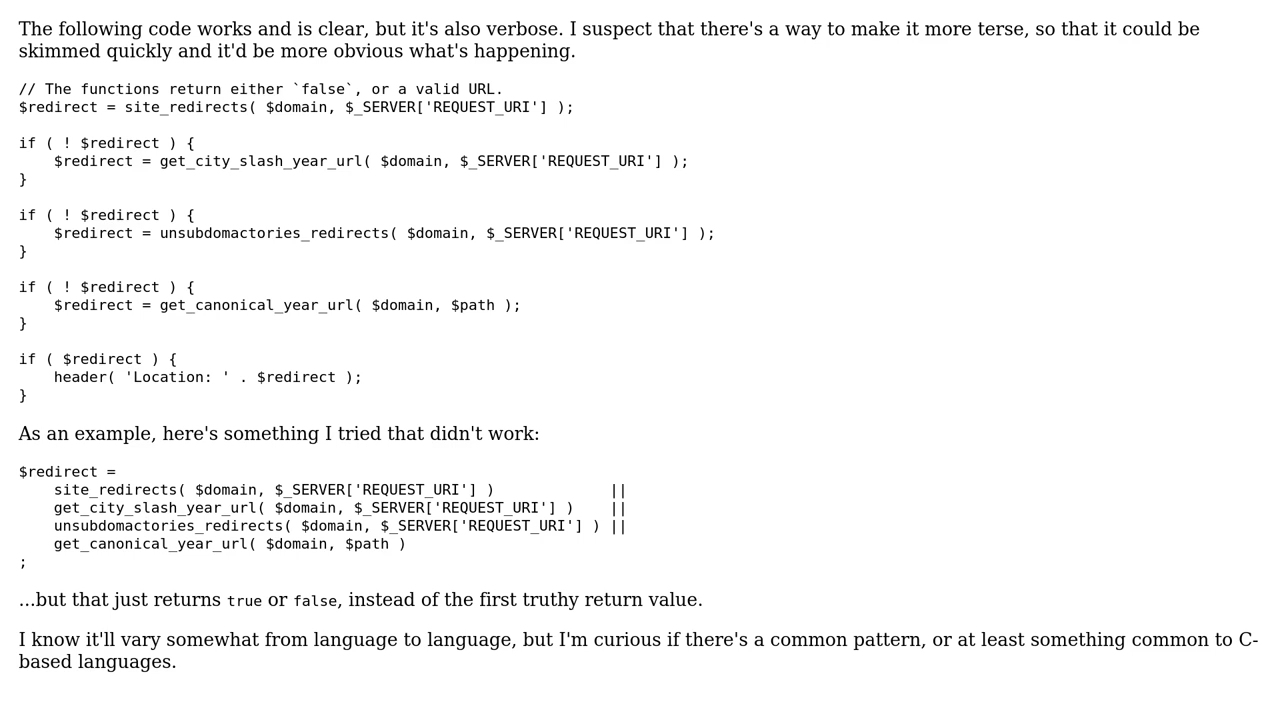 The following code works and is clear, but it's also verbose. I suspect that there's a way to make it more terse, so that it could be
skimmed quickly and it'd be more obvious what's happening.
// The functions return either `false`, or a valid URL.
$redirect = site_redirects( $domain, $_SERVER['REQUEST_URI'] );
if ( ! $redirect ) {
    $redirect = get_city_slash_year_url( $domain, $_SERVER['REQUEST_URI'] );
}
if ( ! $redirect ) {
    $redirect = unsubdomactories_redirects( $domain, $_SERVER['REQUEST_URI'] );
}
if ( ! $redirect ) {
    $redirect = get_canonical_year_url( $domain, $path );
}
if ( $redirect ) {
    header( 'Location: ' . $redirect );
}
As an example, here's something I tried that didn't work:
$redirect =
    site_redirects( $domain, $_SERVER['REQUEST_URI'] )             ||
    get_city_slash_year_url( $domain, $_SERVER['REQUEST_URI'] )    ||
    unsubdomactories_redirects( $domain, $_SERVER['REQUEST_URI'] ) ||
    get_canonical_year_url( $domain, $path )
;
...but that just returns true or false, instead of the first truthy return value.
I know it'll vary somewhat from language to language, but I'm curious if there's a common pattern, or at least something common to C-
based languages.